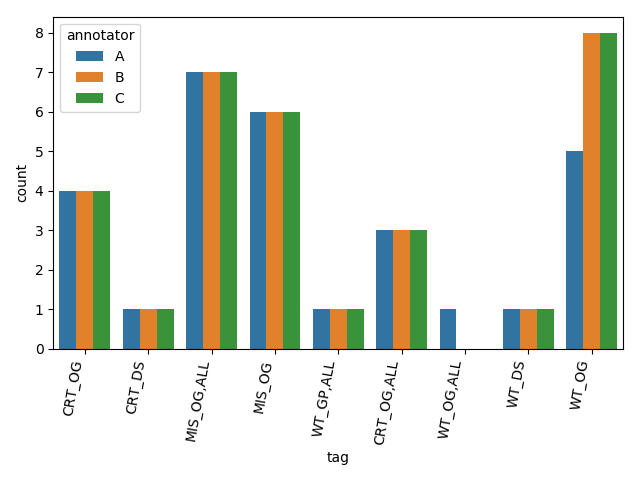 annotator
A
B
C
8
7
6
5
4
3
2
1
0
count
CRT_OG
CRT_DS
MIS_OG,ALL
MIS_OG
WT_GP,ALL
CRT_OG,ALL
WT_OG,ALL
WT_DS
WT_OG
tag